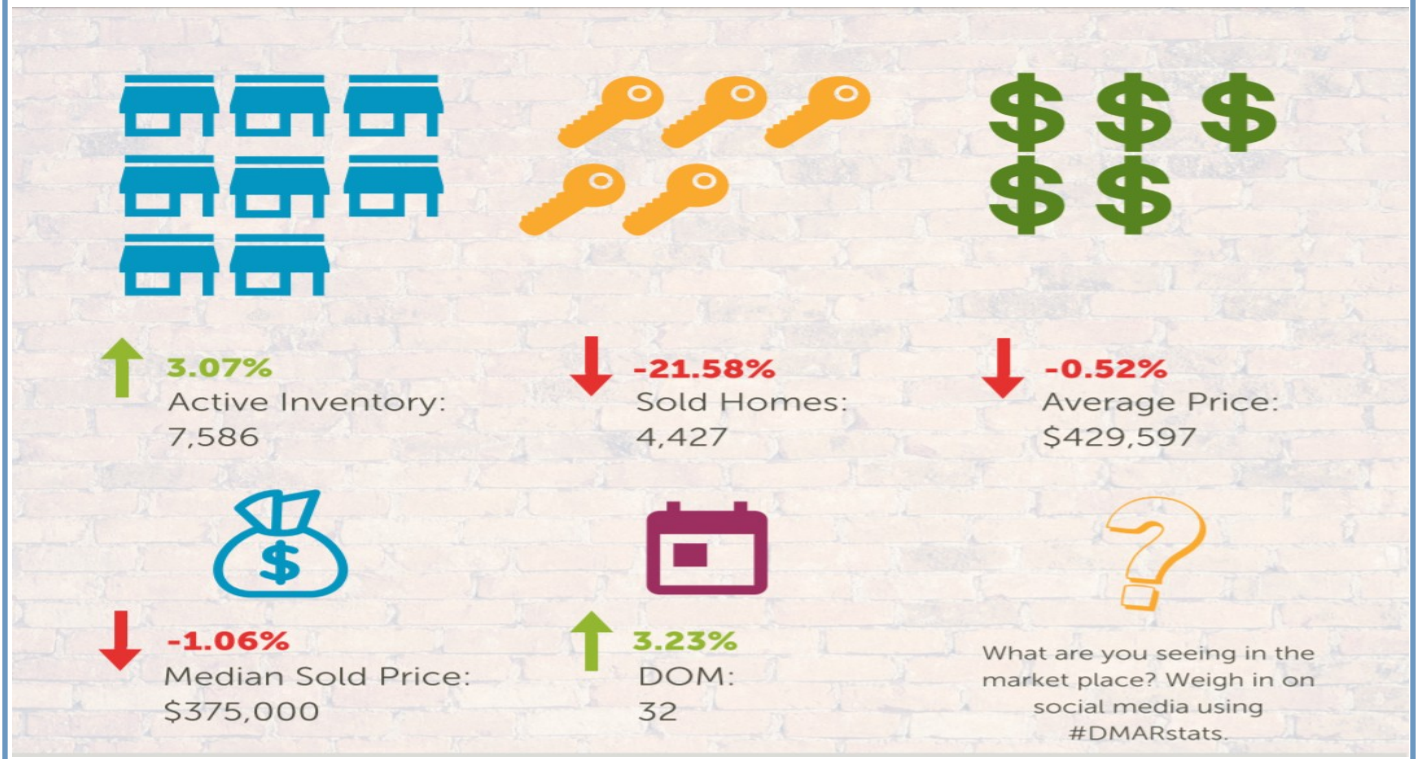 3.07%
Active Inventory:
7,586
-21.58%
Sold Homes:
4,427
-0.52%
Average Price:
$429,597
-1.06%
Median Sold Price:
$375,000
3.23%
DOM:
32
What are you seeing in the
market place? Weigh in on
social media using
#DMARstats.